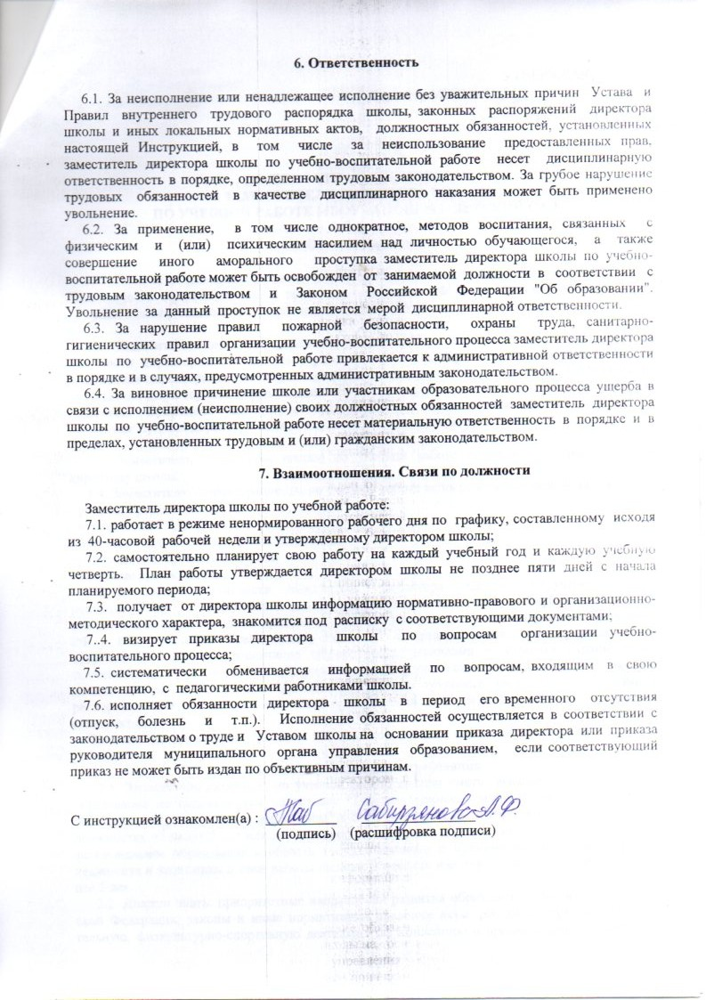 6. Ответственность
6.1. За неисполнение или ненадлежащее исполнение без уважительных причин Устава и
Правил внутреннего трудового распорядка школы, законных распоряжений директора
школы и иных локальных нормативных актов, должностных обязанностей, установленных
настоящей Инструкцией, в том числе за неиспользование предоставленных прав,
заместитель директора школы по учебно-воспитательной работе несет дисциплинарную
ответственность в порядке, определенном трудовым законодательством. За грубое нарушение
трудовых обязанностей в качестве дисциплинарного наказания может быть применено
увольнение.
6.2. За применение, в том числе однократное, методов воспитания, связанных с
физическим и (или) психическим насилием над личностью обучающегося, а также
совершение иного аморального проступка заместитель директора школы по учебно-
воспитательной работе может быть освобожден от занимаемой должности в соответствии с
трудовым законодательством и Законом Российской Федерации "Об образовании".
Увольнение за данный проступок не является мерой дисциплинарной ответственности.
6.3. За нарушение правил пожарной безопасности, охраны труда, санитарно-
гигиенических правил организации учебно-воспитательного процесса заместитель директора
школы по учебно-воспитательной работе привлекается к административной ответственности
в порядке и в случаях, предусмотренных административным законодательством.
6.4. За виновное причинение школе или участникам образовательного процесса ущерба в
связи с исполнением (неисполнение) своих должностных обязанностей заместитель директора
школы по учебно-воспитательной работе несет материальную ответственность в порядке и в
пределах, установленных трудовым и (или) гражданским законодательством.
7. Взаимоотношения. Связи по должности
Заместитель директора школы по учебной работе:
7.1. работает в режиме ненормированного рабочего дня по графику, составленному исходя
из 40-часовой рабочей недели и утвержденному директором школы;
7.2. самостоятельно планирует свою работу на каждый учебный год и каждую учебную
четверть. План работы утверждается директором школы не позднее пяти дней с начала
планируемого периода;
7.3. получает от директора школы информацию нормативно-правового и организационно-
методического характера, знакомится под расписку с соответствующими документами;
7..4. визирует приказы директора школы по вопросам организации учебно-
воспитательного процесса;
7.5. систематически обменивается информацией по вопросам, входящим в свою
компетенцию, с педагогическими работниками школы.
7.6. исполняет обязанности директора школы в период его временного отсутствия
(отпуск, болезнь и т.п.). Исполнение обязанностей осуществляется в соответствии с
законодательством о труде и Уставом школы на основании приказа директора или приказа
руководителя муниципального органа управления образованием, если соответствующий
приказ не может быть издан по объективным причинам.
С инструкцией ознакомлен(а) : Сабирзянова А.Ф.
(подпись) (расшифровка подписи)